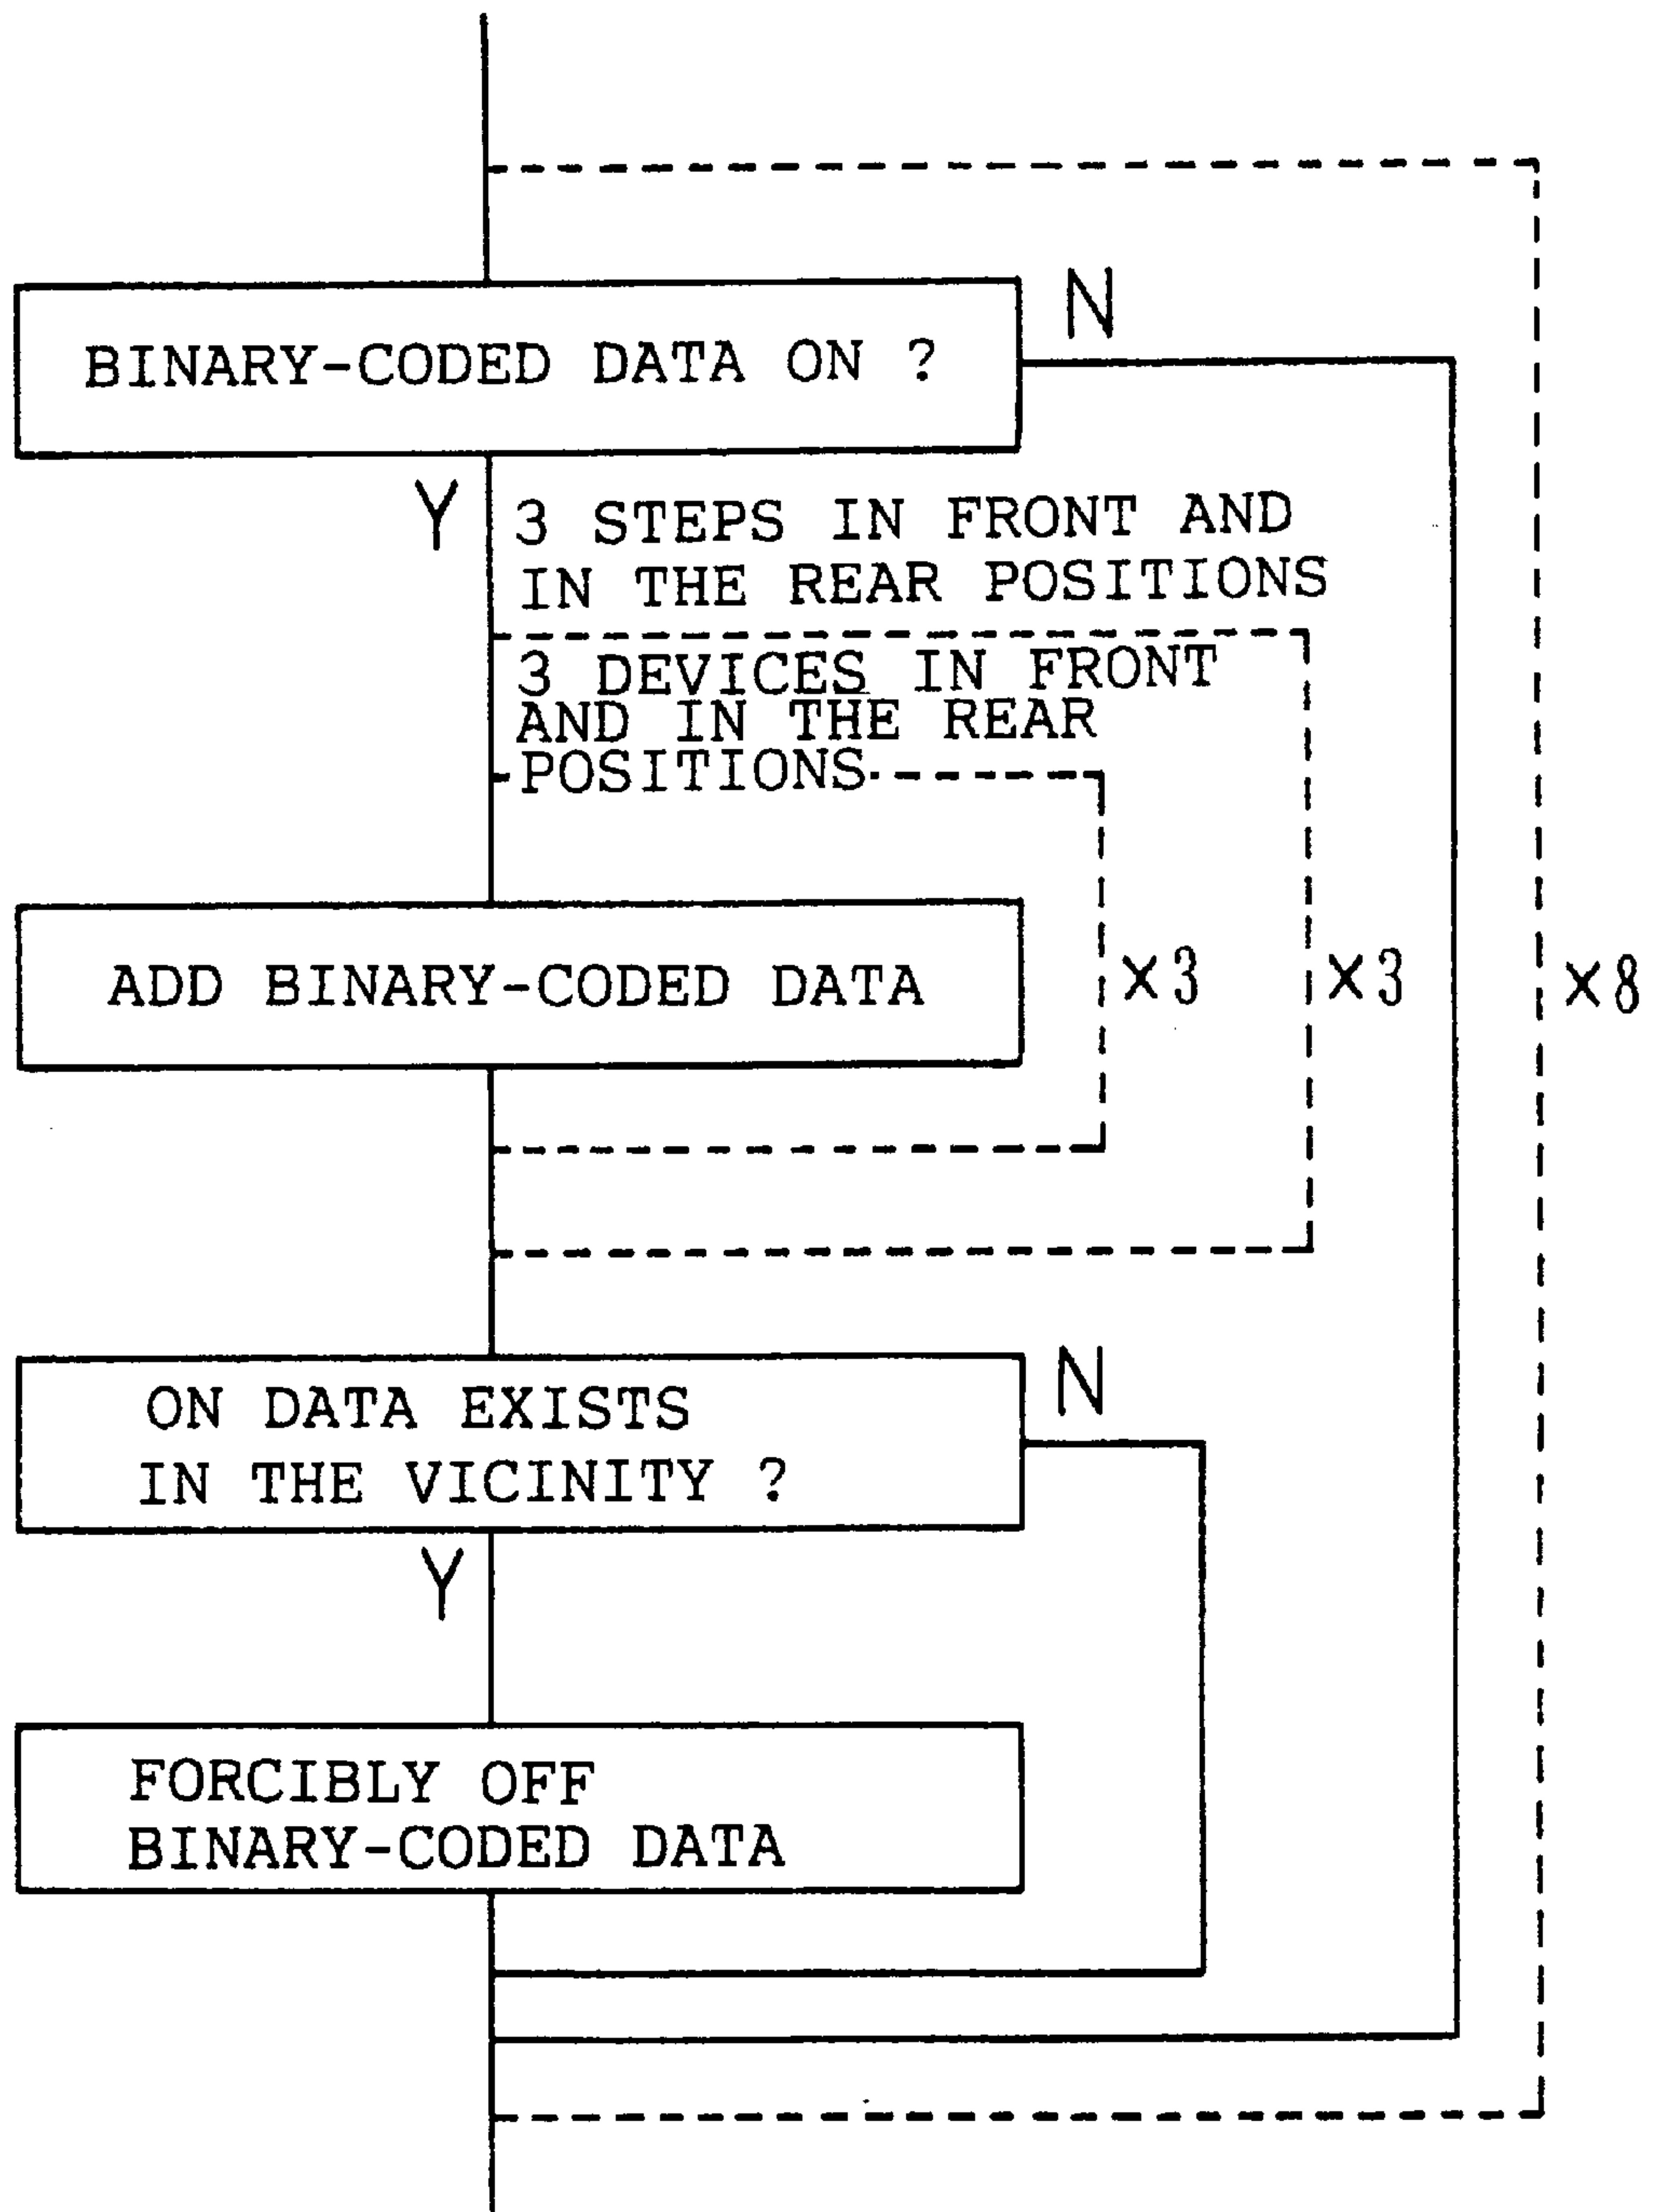 BINARY-CODED DATA ON ?
N
Y
3 STEPS IN FRONT AND
IN THE REAR POSITIONS
3 DEVICES IN FRONT
AND IN THE REAR
POSITIONS
ADD BINARY-CODED DATA
×3
×3
×8
ON DATA EXISTS
IN THE VICINITY ?
N
Y
FORCIBLY OFF
BINARY-CODED DATA